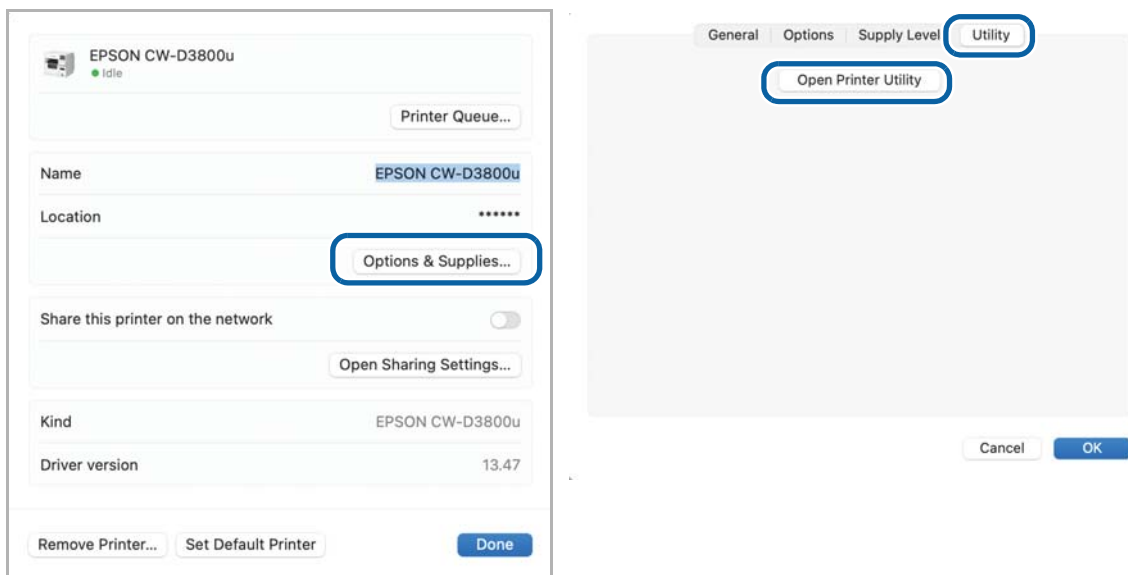 EPSON CW-D3800u
Idle
Printer Queue...
Name EPSON CW-D3800u
Location ••••••
Options & Supplies...
Share this printer on the network
Open Sharing Settings...
Kind EPSON CW-D3800u
Driver version 13.47
Remove Printer... Set Default Printer Done
General Options Supply Level Utility
Open Printer Utility
Cancel OK